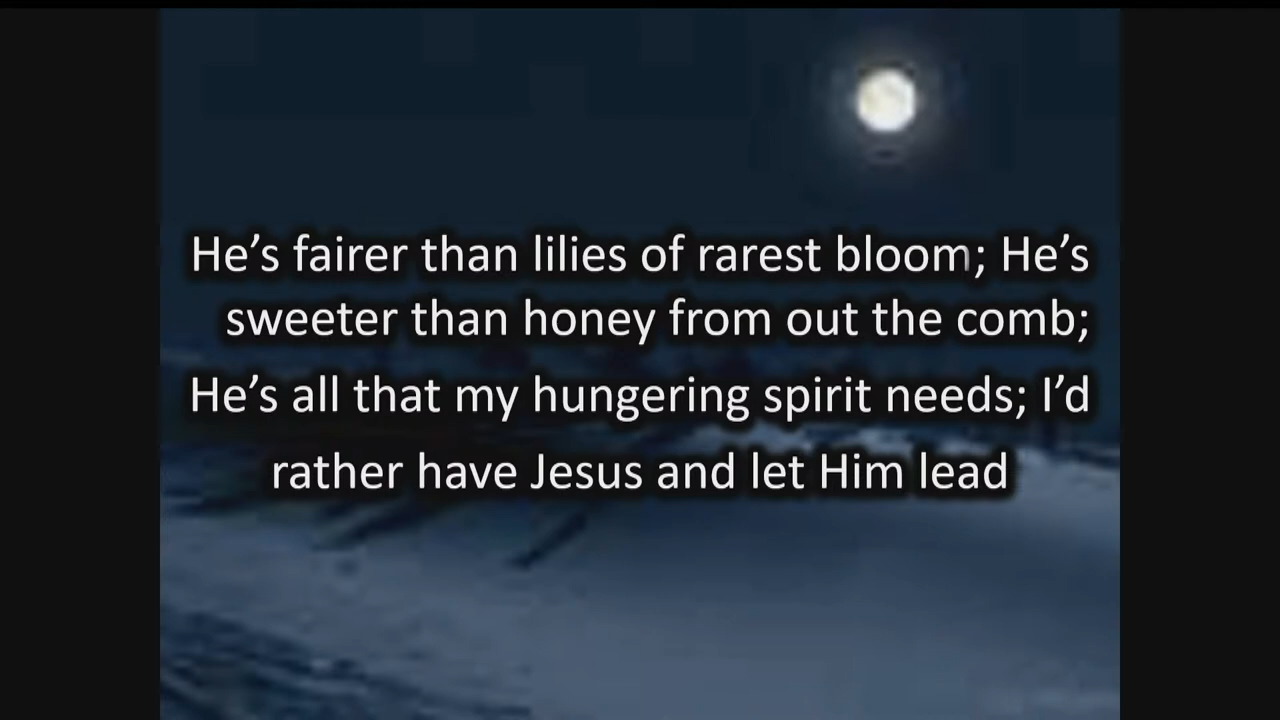 He’s fairer than lilies of rarest bloom; He’s
sweeter than honey from out the comb;
He’s all that my hungering spirit needs; I’d
rather have Jesus and let Him lead